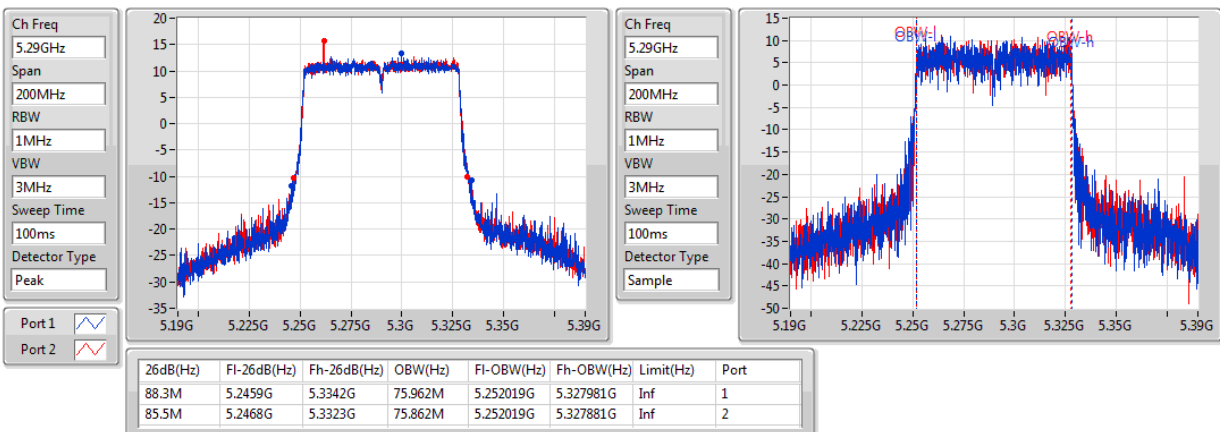 Ch Freq
5.29GHz
Span
200MHz
RBW
1MHz
VBW
3MHz
Sweep Time
100ms
Detector Type
Peak
Port 1
Port 2
20
15
10
5
0
-5
-10
-15
-20
-25
-30
-35
5.19G 5.225G 5.25G 5.275G 5.3G 5.325G 5.35G 5.39G
Ch Freq
5.29GHz
Span
200MHz
RBW
1MHz
VBW
3MHz
Sweep Time
100ms
Detector Type
Sample
15
10
5
0
-5
-10
-15
-20
-25
-30
-35
-40
-45
-50
OBW-l OBW-h
OBW-l OBW-h
5.19G 5.225G 5.25G 5.275G 5.3G 5.325G 5.35G 5.39G
26dB(Hz) Fl-26dB(Hz) Fh-26dB(Hz) OBW(Hz) Fl-OBW(Hz) Fh-OBW(Hz) Limit(Hz) Port
88.3M 5.2459G 5.3342G 75.962M 5.252019G 5.327981G Inf 1
85.5M 5.2468G 5.3323G 75.862M 5.252019G 5.327881G Inf 2